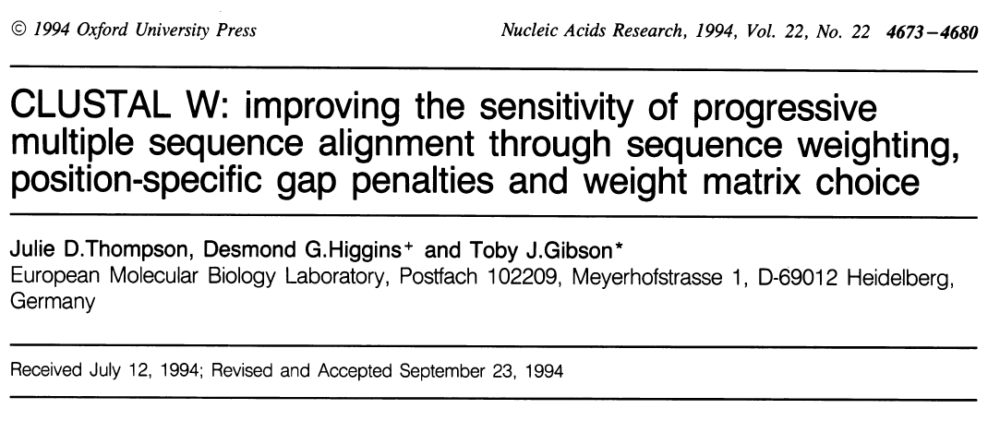 © 1994 Oxford University Press
Nucleic Acids Research, 1994, Vol. 22, No. 22 4673–4680
CLUSTAL W: improving the sensitivity of progressive
multiple sequence alignment through sequence weighting,
position-specific gap penalties and weight matrix choice
Julie D.Thompson, Desmond G.Higgins+ and Toby J.Gibson*
European Molecular Biology Laboratory, Postfach 102209, Meyerhofstrasse 1, D-69012 Heidelberg,
Germany
Received July 12, 1994; Revised and Accepted September 23, 1994